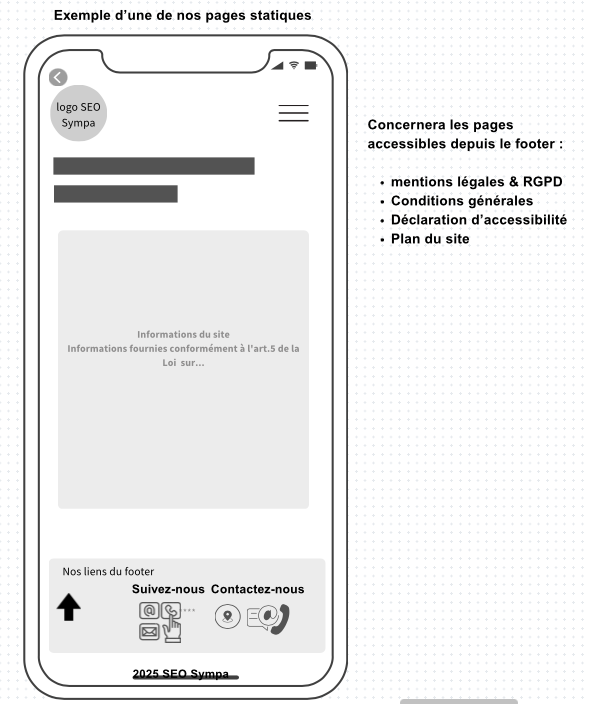 Exemple d’une de nos pages statiques
logo SEO
Sympa
Concernera les pages
accessibles depuis le footer :
• mentions légales & RGPD
• Conditions générales
• Déclaration d’accessibilité
• Plan du site
Informations du site
Informations fournies conformément à l'art.5 de la
Loi sur...
Nos liens du footer
Suivez-nous Contactez-nous
2025 SEO Sympa